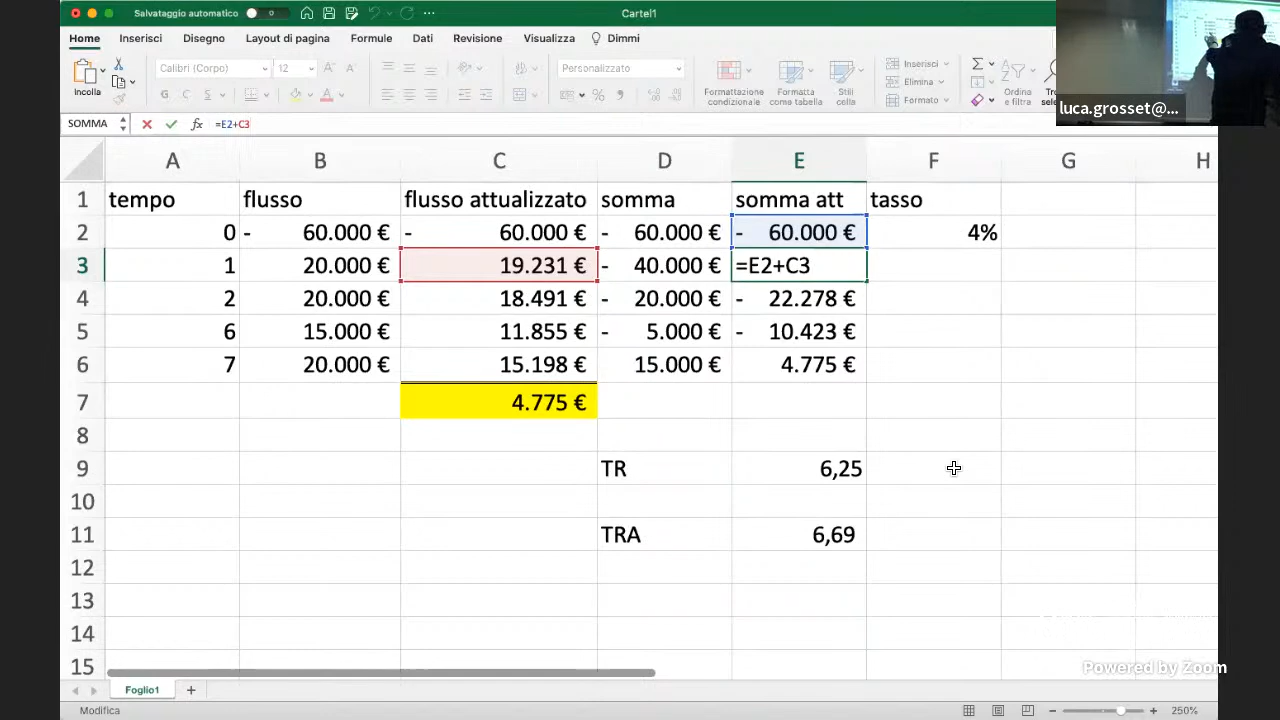 Salvataggio automatico
Cartel1
Home Inserisci Disegno Layout di pagina Formule Dati Revisione Visualizza Dimmi
Incolla
Calibri (Corpo) 12
G C S
Personalizzato
Formattazione condizionale
Formatta come tabella
Stili cella
Inserisci
Elimina
Formato
Ordina e filtra
luca.grosset@...
SOMMA fx =E2+C3
A B C D E F G H
1 tempo flusso flusso attualizzato somma somma att tasso
2 0 - 60.000 € - 60.000 € - 60.000 € - 60.000 € 4%
3 1 20.000 € 19.231 € - 40.000 € =E2+C3
4 2 20.000 € 18.491 € - 20.000 € - 22.278 €
5 6 15.000 € 11.855 € - 5.000 € - 10.423 €
6 7 20.000 € 15.198 € 15.000 € 4.775 €
7 4.775 €
8
9 TR 6,25
10
11 TRA 6,69
12
13
14
15
Powered by Zoom
Foglio1
Modifica 250%